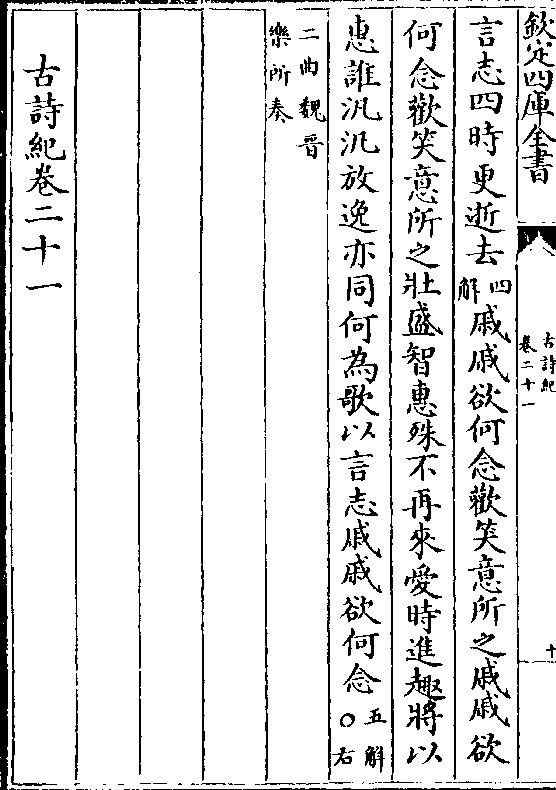 欽定四庫全書
古詩紀
卷二十一
十
言志四時更逝去四解戚戚欲何念歡笑意所之戚戚欲
何念歡笑意所之壯盛智惠殊不再來愛時進趣將以
惠誰汎汎放逸亦同何為歌以言志戚戚欲何念五解○右
二曲魏晉
樂所奏
古詩紀卷二十一